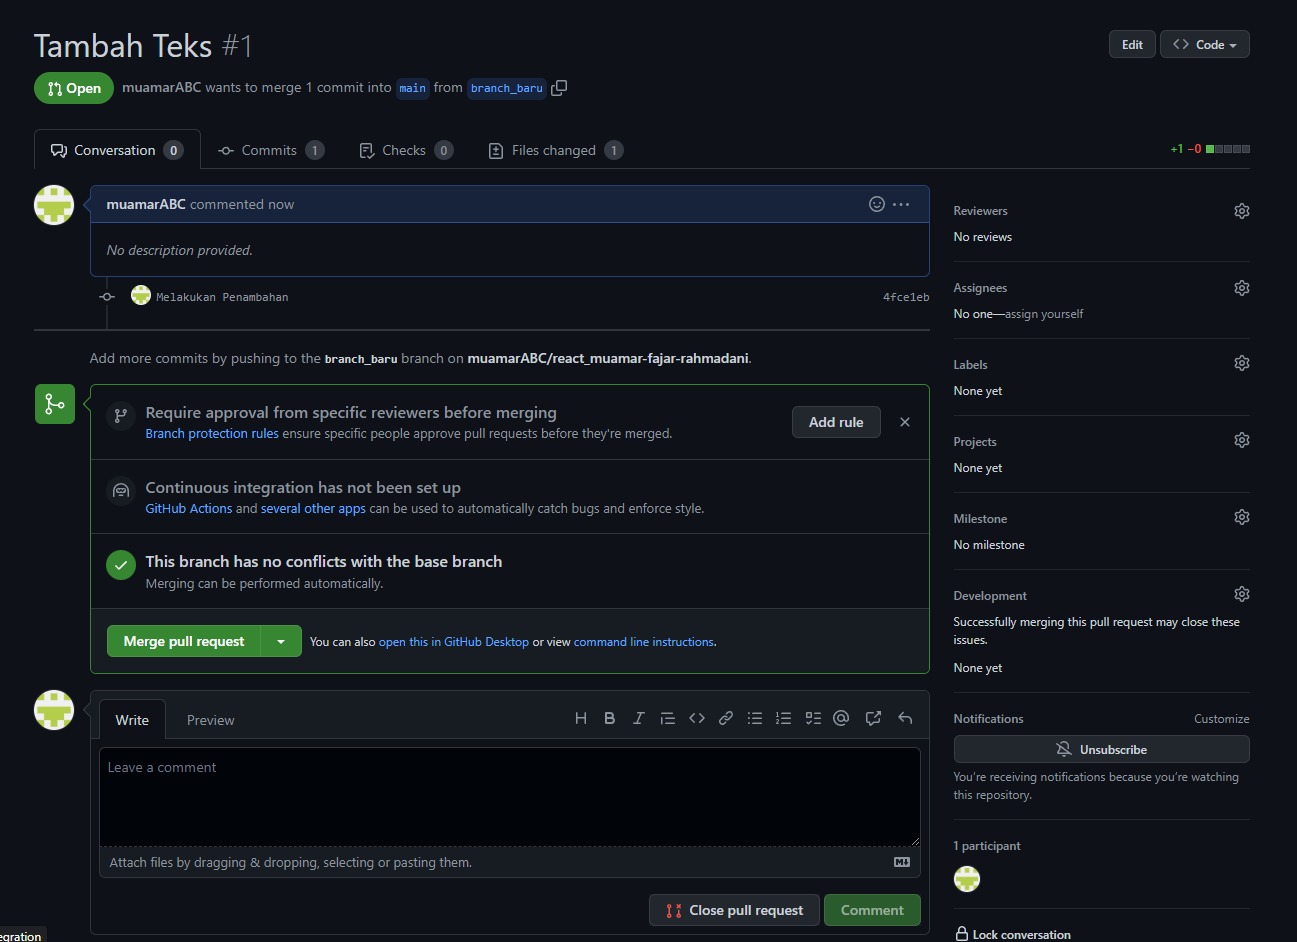 Tambah Teks #1
Edit
Code
Open
muamarABC wants to merge 1 commit into main from branch_baru
Conversation 0
Commits 1
Checks 0
Files changed 1
+1 −0
muamarABC commented now
No description provided.
Melakukan Penambahan
4fce1eb
Add more commits by pushing to the branch_baru branch on muamarABC/react_muamar-fajar-rahmadani.
Require approval from specific reviewers before merging
Branch protection rules ensure specific people approve pull requests before they're merged.
Add rule
Continuous integration has not been set up
GitHub Actions and several other apps can be used to automatically catch bugs and enforce style.
This branch has no conflicts with the base branch
Merging can be performed automatically.
Merge pull request
You can also open this in GitHub Desktop or view command line instructions.
Write
Preview
Leave a comment
Attach files by dragging & dropping, selecting or pasting them.
Close pull request
Comment
Reviewers
No reviews
Assignees
No one—assign yourself
Labels
None yet
Projects
None yet
Milestone
No milestone
Development
Successfully merging this pull request may close these
issues.
None yet
Notifications
Customize
Unsubscribe
You're receiving notifications because you're watching
this repository.
1 participant
Lock conversation
egration